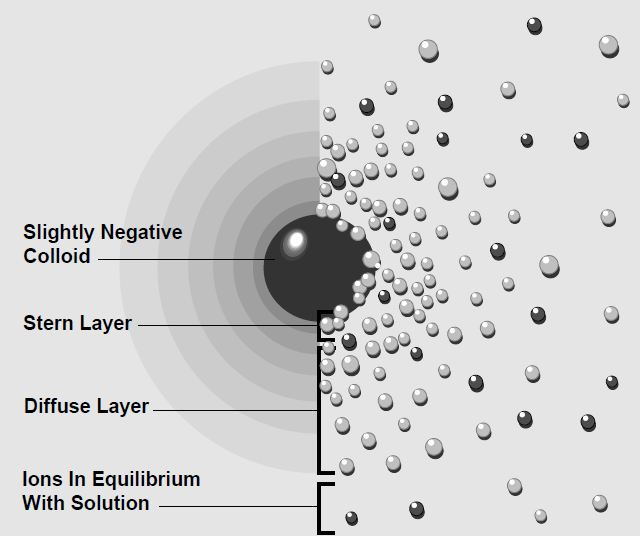 Slightly Negative
Colloid
Stern Layer
Diffuse Layer
Ions In Equilibrium
With Solution